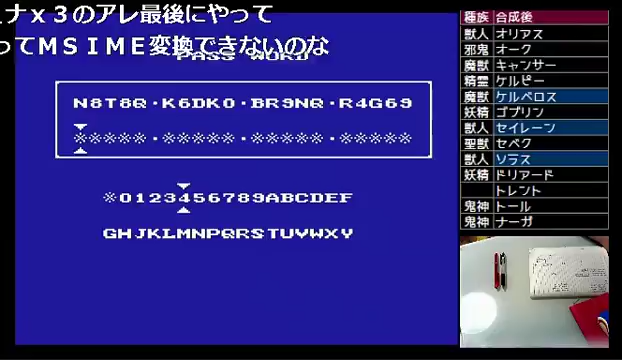 ュナｘ３のアレ最後にやって
ってＭＳＩＭＥ変換できないのな
PASS WORD
N8T8Q・K6DK0・BR9NQ・R4G69
※※※※※・※※※※※・※※※※※・※※※※※
※0123456789ABCDEF
GHJKLMNPQRSTUVWXY
種族 合成後
獣人 オリアス
邪鬼 オーク
魔獣 キャンサー
精霊 ケルピー
魔獣 ケルベロス
妖精 ゴブリン
獣人 セイレーン
聖獣 セベク
獣人 ソラス
妖精 ドリアード
トレント
鬼神 トール
鬼神 ナーガ